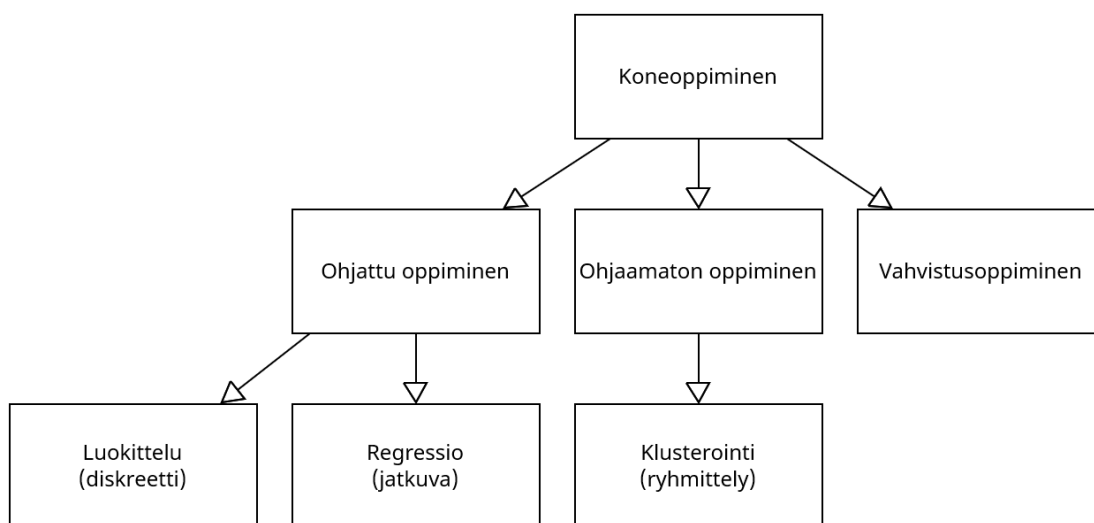 Koneoppiminen
Ohjattu oppiminen
Ohjaamaton oppiminen
Vahvistusoppiminen
Luokittelu
(diskreetti)
Regressio
(jatkuva)
Klusterointi
(ryhmittely)